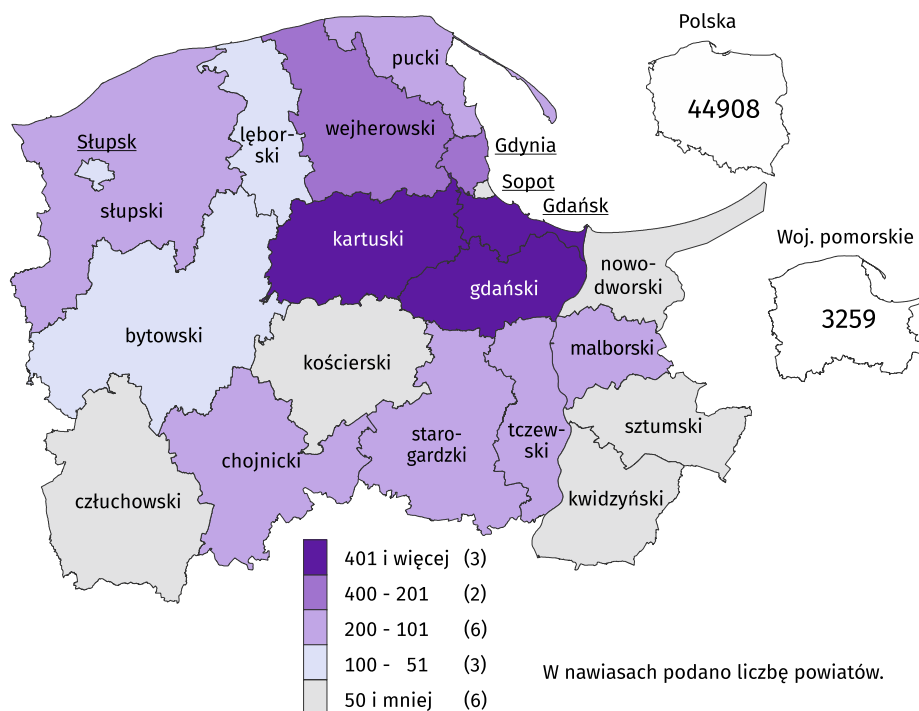 Polska
44908
pucki
wejherowski
lębor-
ski
Słupsk
Gdynia
Sopot
Gdańsk
słupski
kartuski
Woj. pomorskie
3259
nowo-
dworski
gdański
bytowski
malborski
kościerski
staro-
gardzki
tczew-
ski
sztumski
chojnicki
człuchowski
kwidzyński
401 i więcej (3)
400 - 201 (2)
200 - 101 (6)
100 - 51 (3)
50 i mniej (6)
W nawiasach podano liczbę powiatów.